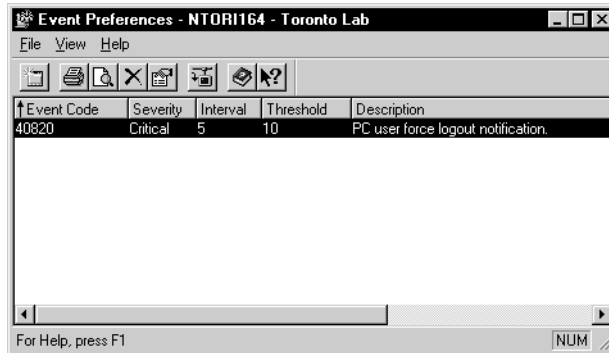 Event Preferences - NTORI164 - Toronto Lab
File View Help
Event Code Severity Interval Threshold Description
40820 Critical 5 10 PC user force logout notification.
For Help, press F1 NUM